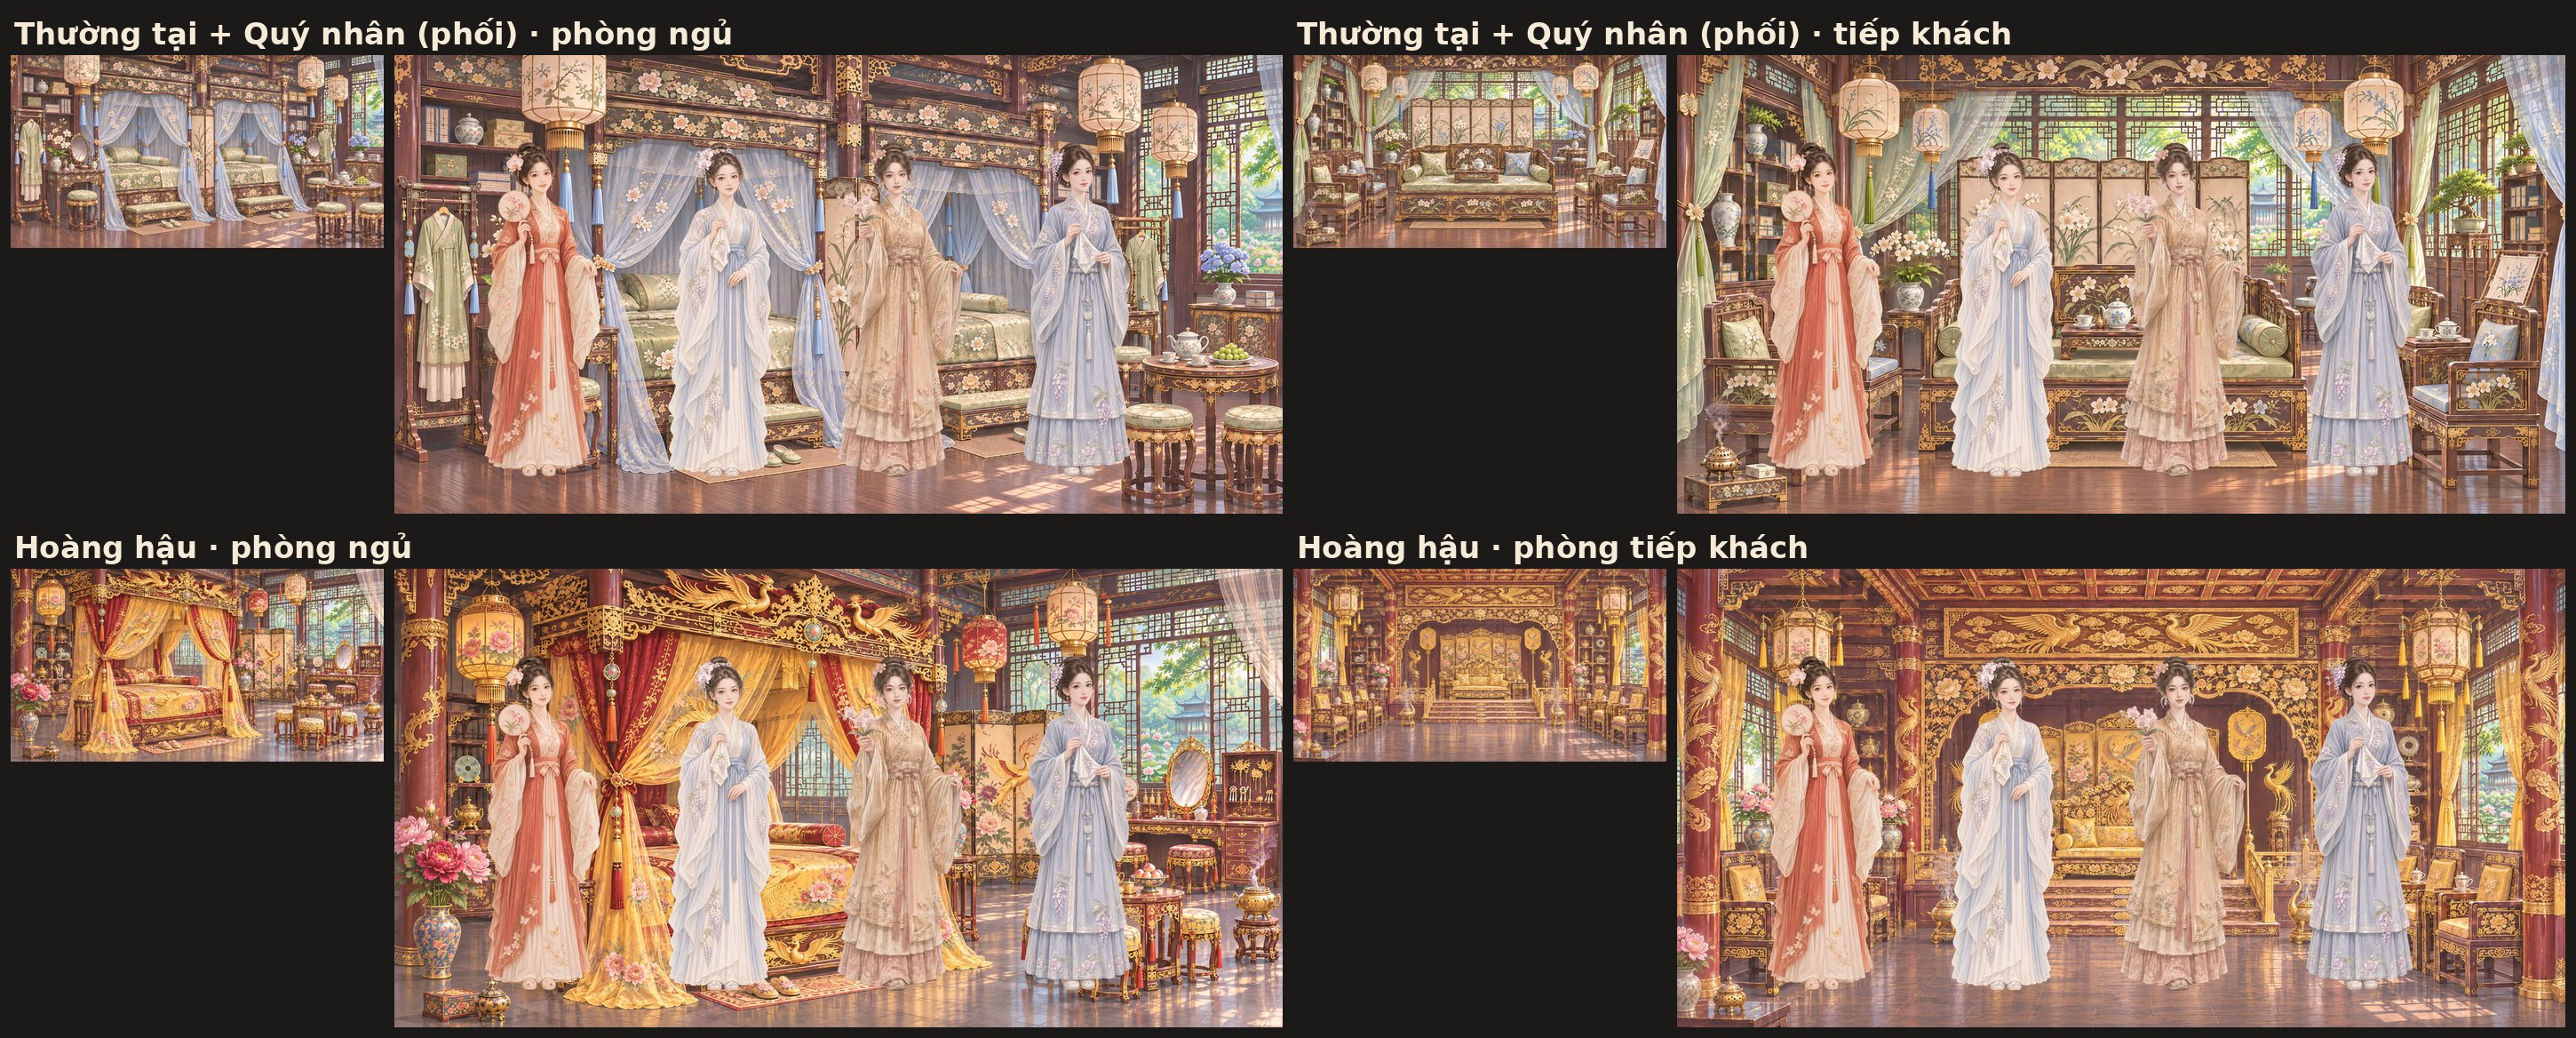 Thường tại + Quý nhân (phối) · phòng ngủ
Thường tại + Quý nhân (phối) · tiếp khách
Hoàng hậu · phòng ngủ
Hoàng hậu · phòng tiếp khách